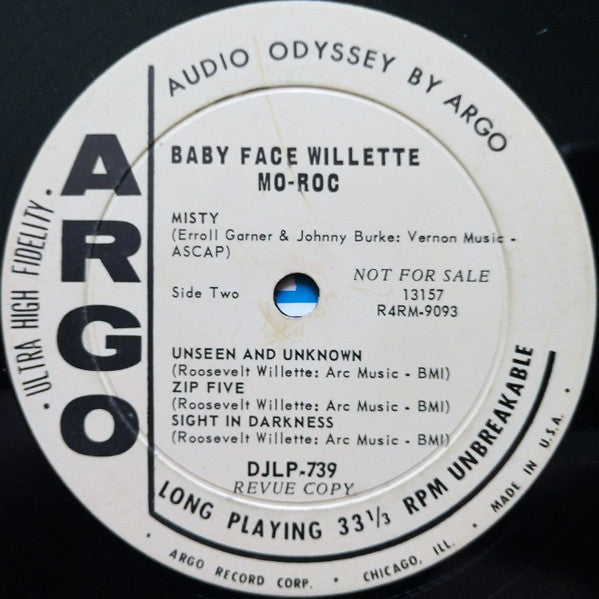 AUDIO ODYSSEY BY ARGO
ARGO
· ULTRA HIGH FIDELITY ·
BABY FACE WILLETTE
MO-ROC
MISTY
(Erroll Garner & Johnny Burke: Vernon Music -
ASCAP)
NOT FOR SALE
Side Two
13157
R4RM-9093
UNSEEN AND UNKNOWN
(Roosevelt Willette: Arc Music - BMI)
ZIP FIVE
(Roosevelt Willette: Arc Music - BMI)
SIGHT IN DARKNESS
(Roosevelt Willette: Arc Music - BMI)
DJLP-739
REVUE COPY
LONG PLAYING 33 1/3 RPM UNBREAKABLE
· ARGO RECORD CORP. · CHICAGO, ILL. · MADE IN U.S.A. ·